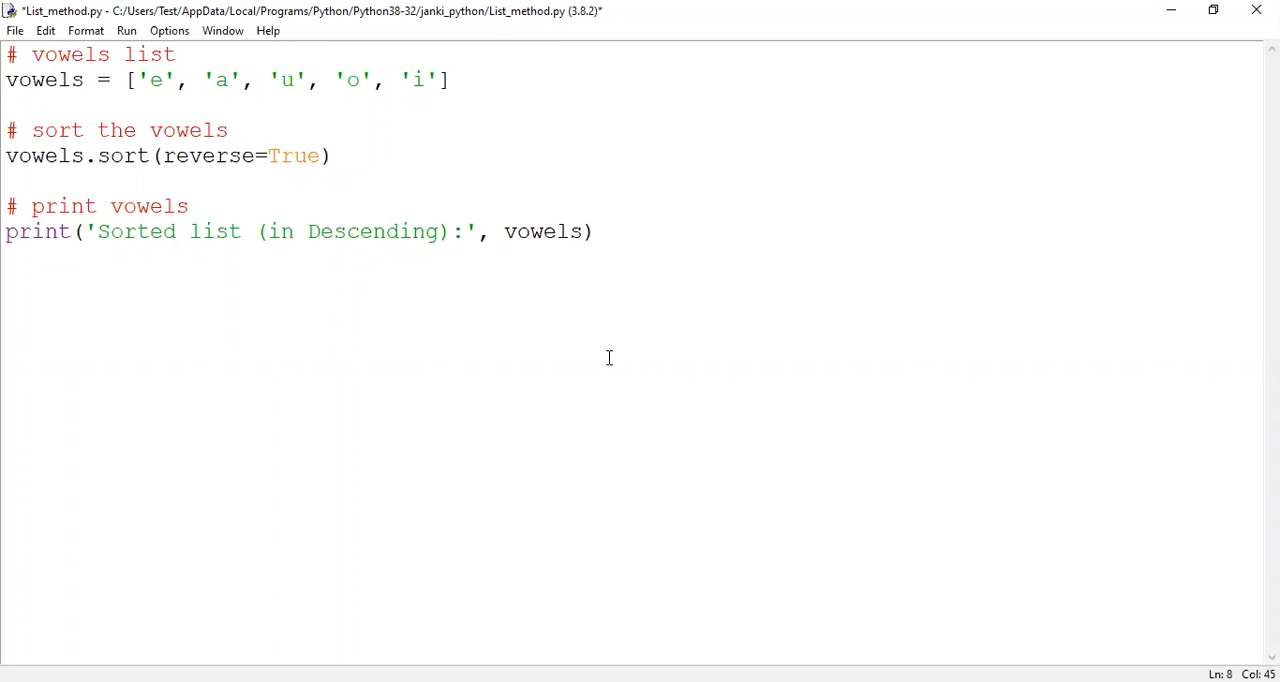 *List_method.py - C:/Users/Test/AppData/Local/Programs/Python/Python38-32/janki_python/List_method.py (3.8.2)*
File Edit Format Run Options Window Help
# vowels list
vowels = ['e', 'a', 'u', 'o', 'i']
# sort the vowels
vowels.sort(reverse=True)
# print vowels
print('Sorted list (in Descending):', vowels)
Ln: 8 Col: 45